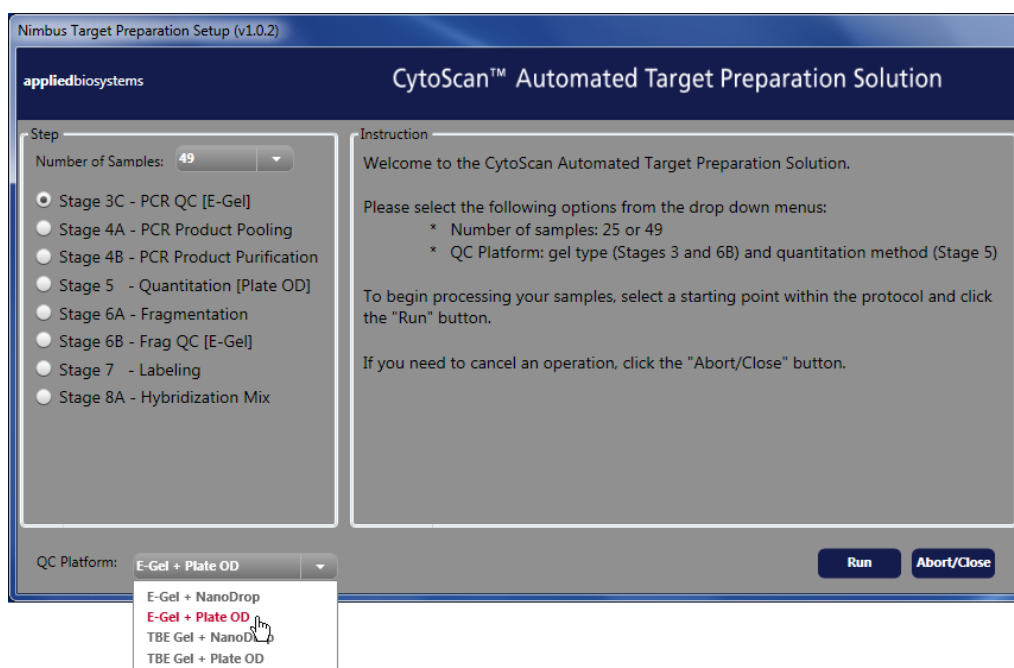 Nimbus Target Preparation Setup (v1.0.2)
appliedbiosystems
CytoScan™ Automated Target Preparation Solution
Step
Number of Samples: 49
Stage 3C - PCR QC [E-Gel]
Stage 4A - PCR Product Pooling
Stage 4B - PCR Product Purification
Stage 5 - Quantitation [Plate OD]
Stage 6A - Fragmentation
Stage 6B - Frag QC [E-Gel]
Stage 7 - Labeling
Stage 8A - Hybridization Mix
Instruction
Welcome to the CytoScan Automated Target Preparation Solution.
Please select the following options from the drop down menus:
* Number of samples: 25 or 49
* QC Platform: gel type (Stages 3 and 6B) and quantitation method (Stage 5)
To begin processing your samples, select a starting point within the protocol and click
the "Run" button.
If you need to cancel an operation, click the "Abort/Close" button.
QC Platform: E-Gel + Plate OD
Run Abort/Close
E-Gel + NanoDrop
E-Gel + Plate OD
TBE Gel + NanoDrop
TBE Gel + Plate OD